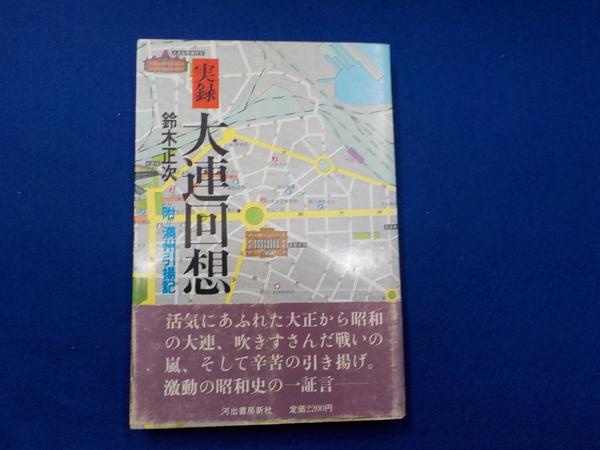 実録
大連回想
鈴木正次
附 満州引揚記
活気にあふれた大正から昭和
の大連、吹きすさんだ戦いの
嵐、そして辛苦の引き揚げ。
激動の昭和史の一証言――
河出書房新社
定価2200円